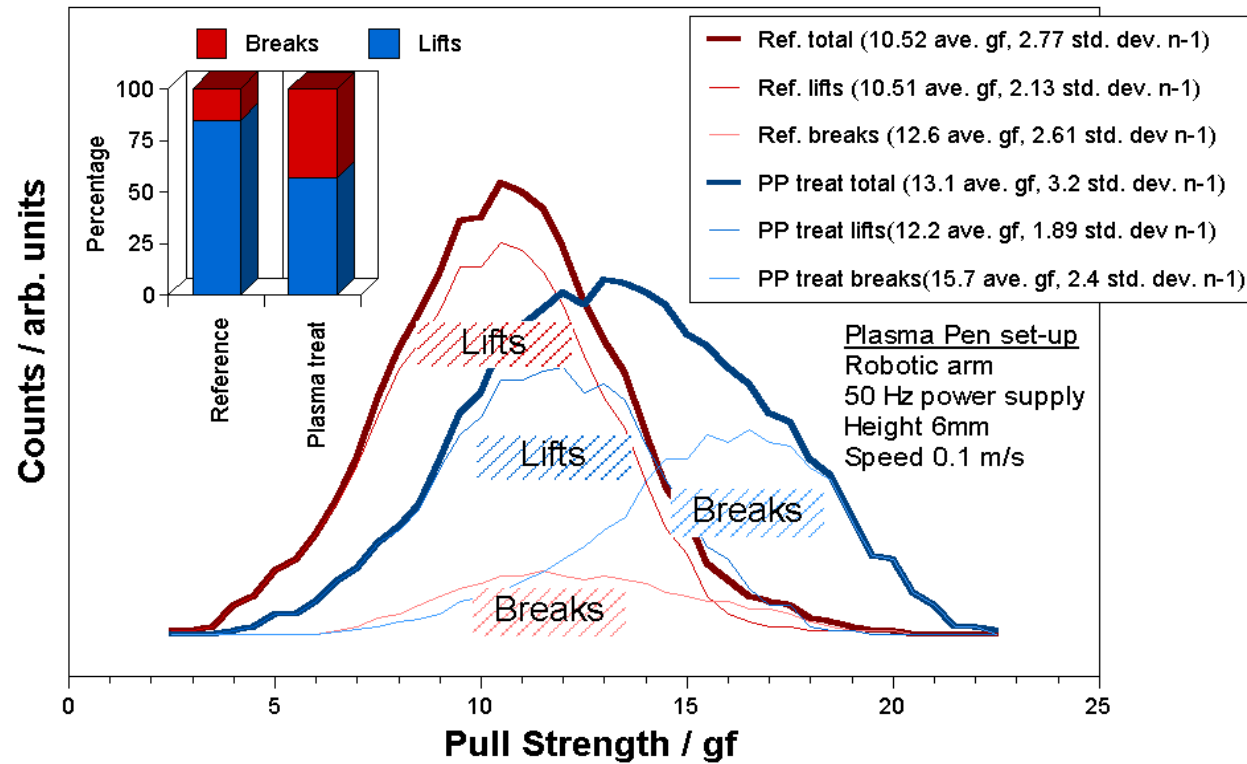 Breaks
Lifts
Ref. total (10.52 ave. gf, 2.77 std. dev. n-1)
Ref. lifts (10.51 ave. gf, 2.13 std. dev. n-1)
Ref. breaks (12.6 ave. gf, 2.61 std. dev n-1)
PP treat total (13.1 ave. gf, 3.2 std. dev. n-1)
PP treat lifts(12.2 ave. gf, 1.89 std. dev n-1)
PP treat breaks(15.7 ave. gf, 2.4 std. dev. n-1)
100
75
50
25
0
Percentage
Reference
Plasma treat
Plasma Pen set-up
Robotic arm
50 Hz power supply
Height 6mm
Speed 0.1 m/s
Lifts
Lifts
Breaks
Breaks
Counts / arb. units
0
5
10
15
20
25
Pull Strength / gf